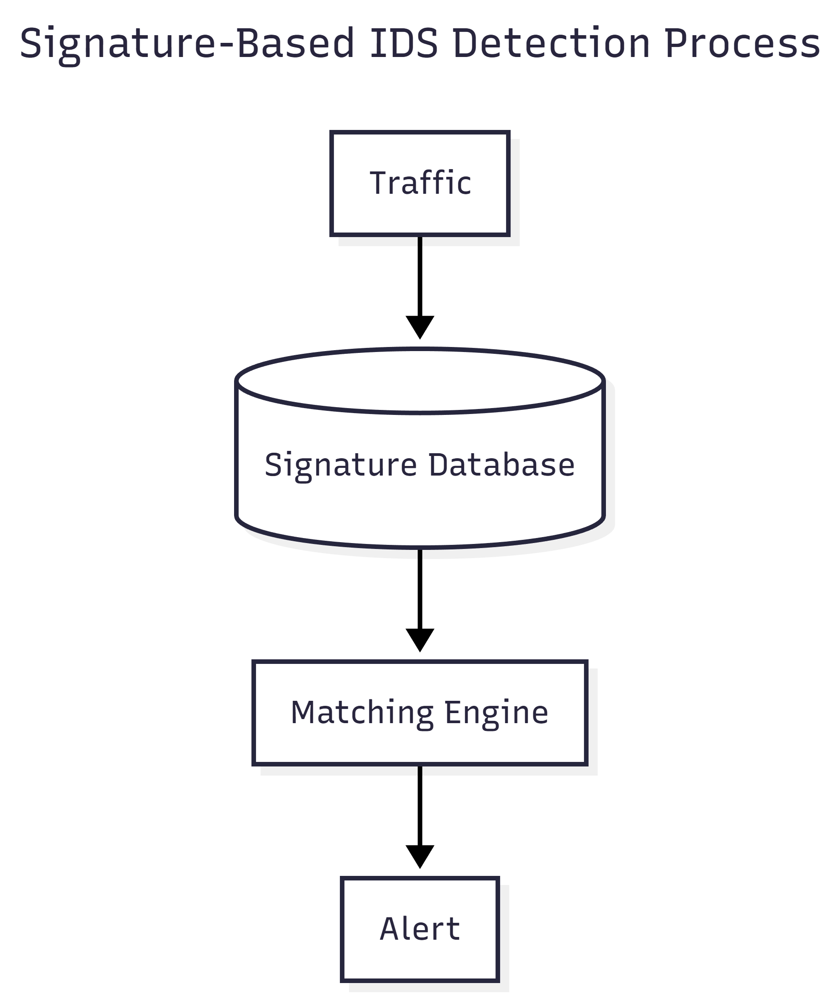 Signature-Based IDS Detection Process
Traffic
Signature Database
Matching Engine
Alert